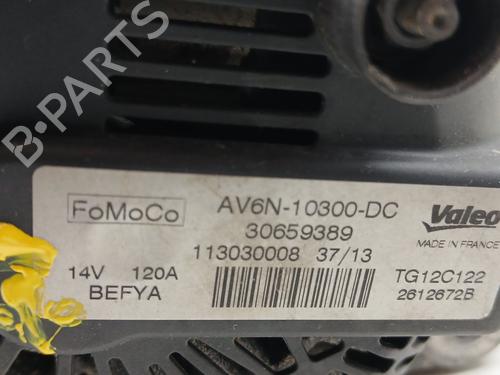 B-PARTS
FoMoCo
AV6N-10300-DC
30659389
113030008 37/13
14V 120A
BEFYA
Valeo
MADE IN FRANCE
TG12C122
2612672B